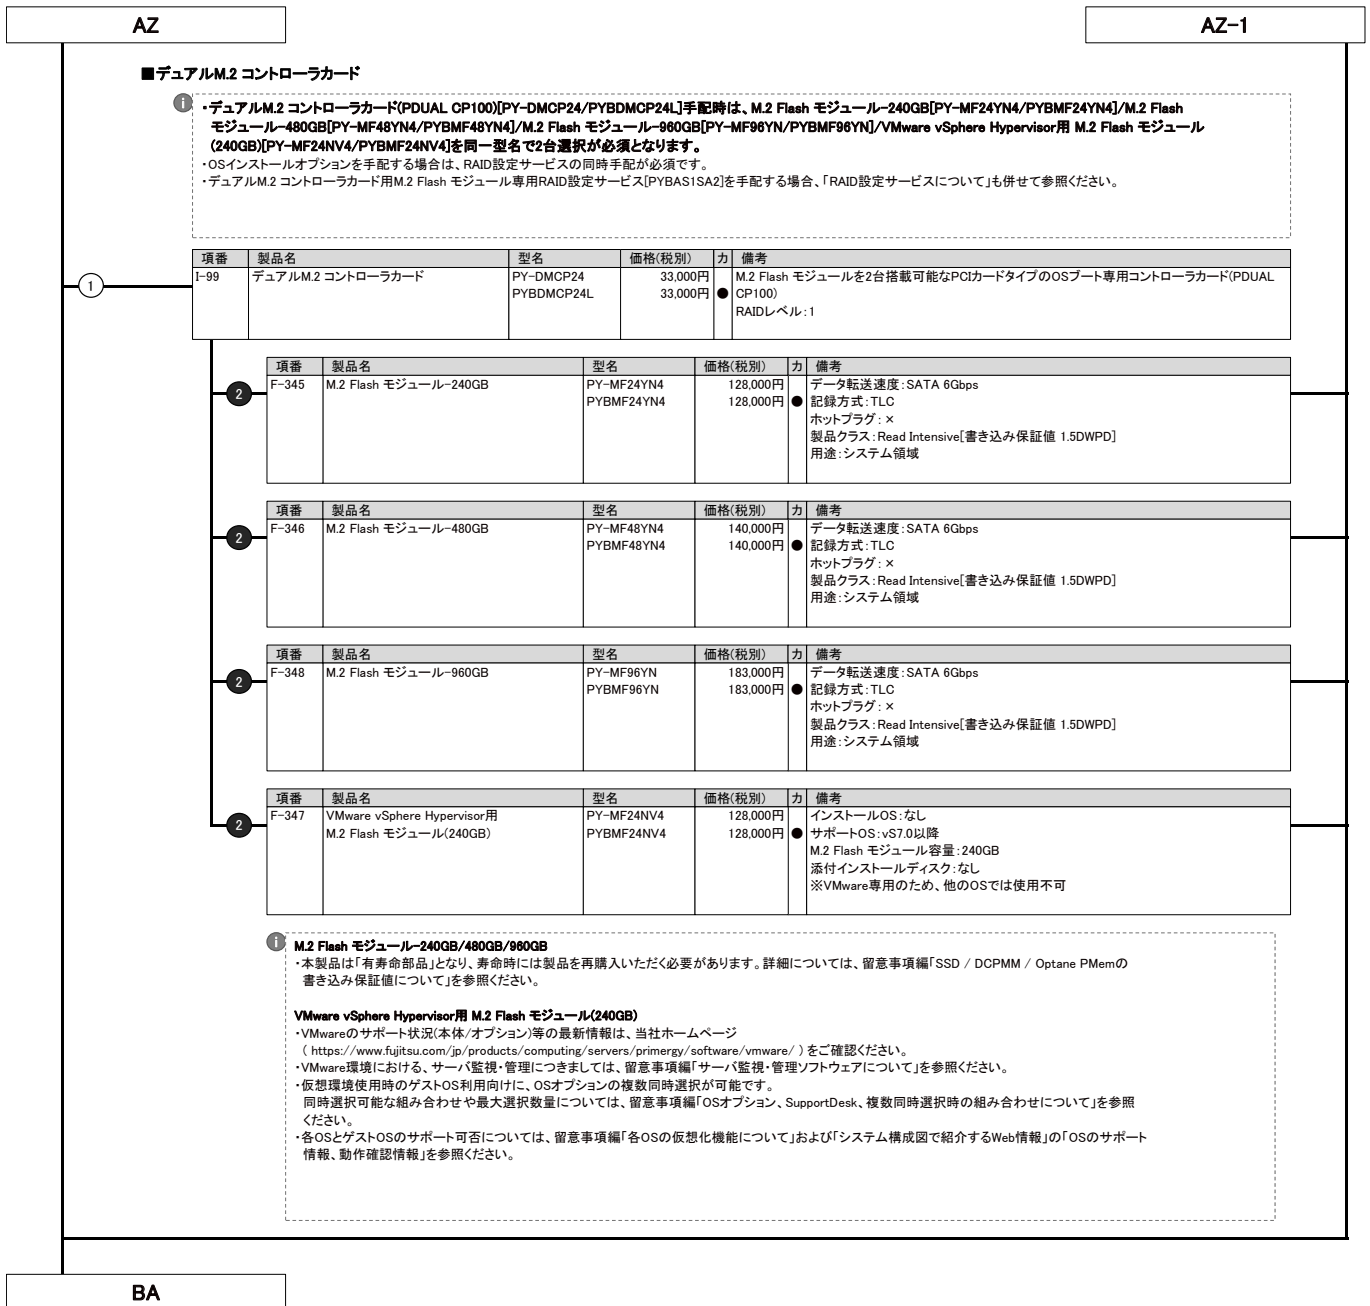 AZ
AZ-1
■デュアルM.2 コントローラカード
i
・デュアルM.2 コントローラカード(PDUAL CP100)[PY-DMCP24/PYBDMCP24L]手配時は、M.2 Flash モジュール-240GB[PY-MF24YN4/PYBMF24YN4]/M.2 Flash
モジュール-480GB[PY-MF48YN4/PYBMF48YN4]/M.2 Flash モジュール-960GB[PY-MF96YN/PYBMF96YN]/VMware vSphere Hypervisor用 M.2 Flash モジュール
(240GB)[PY-MF24NV4/PYBMF24NV4]を同一型名で2台選択が必須となります。
・OSインストールオプションを手配する場合は、RAID設定サービスの同時手配が必須です。
・デュアルM.2 コントローラカード用M.2 Flash モジュール専用RAID設定サービス[PYBAS1SA2]を手配する場合、「RAID設定サービスについて」も併せて参照ください。
項番 製品名 型名 価格(税別) カ 備考
1
I-99 デュアルM.2 コントローラカード PY-DMCP24 33,000円 M.2 Flash モジュールを2台搭載可能なPCIカードタイプのOSブート専用コントローラカード(PDUAL
PYBDMCP24L 33,000円 ● CP100)
RAIDレベル:1
項番 製品名 型名 価格(税別) カ 備考
2
F-345 M.2 Flash モジュール-240GB PY-MF24YN4 128,000円 データ転送速度:SATA 6Gbps
PYBMF24YN4 128,000円 ● 記録方式:TLC
ホットプラグ:×
製品クラス:Read Intensive[書き込み保証値 1.5DWPD]
用途:システム領域
項番 製品名 型名 価格(税別) カ 備考
2
F-346 M.2 Flash モジュール-480GB PY-MF48YN4 140,000円 データ転送速度:SATA 6Gbps
PYBMF48YN4 140,000円 ● 記録方式:TLC
ホットプラグ:×
製品クラス:Read Intensive[書き込み保証値 1.5DWPD]
用途:システム領域
項番 製品名 型名 価格(税別) カ 備考
2
F-348 M.2 Flash モジュール-960GB PY-MF96YN 183,000円 データ転送速度:SATA 6Gbps
PYBMF96YN 183,000円 ● 記録方式:TLC
ホットプラグ:×
製品クラス:Read Intensive[書き込み保証値 1.5DWPD]
用途:システム領域
項番 製品名 型名 価格(税別) カ 備考
2
F-347 VMware vSphere Hypervisor用 PY-MF24NV4 128,000円 インストールOS:なし
M.2 Flash モジュール(240GB) PYBMF24NV4 128,000円 ● サポートOS:vS7.0以降
M.2 Flash モジュール容量:240GB
添付インストールディスク:なし
※VMware専用のため、他のOSでは使用不可
i
M.2 Flash モジュール-240GB/480GB/960GB
・本製品は「有寿命部品」となり、寿命時には製品を再購入いただく必要があります。詳細については、留意事項編「SSD / DCPMM / Optane PMemの
書き込み保証値について」を参照ください。
VMware vSphere Hypervisor用 M.2 Flash モジュール(240GB)
・VMwareのサポート状況(本体/オプション)等の最新情報は、当社ホームページ
( https://www.fujitsu.com/jp/products/computing/servers/primergy/software/vmware/ ) をご確認ください。
・VMware環境における、サーバ監視・管理につきましては、留意事項編「サーバ監視・管理ソフトウェアについて」を参照ください。
・仮想環境使用時のゲストOS利用向けに、OSオプションの複数同時選択が可能です。
同時選択可能な組み合わせや最大選択数量については、留意事項編「OSオプション、SupportDesk、複数同時選択時の組み合わせについて」を参照
ください。
・各OSとゲストOSのサポート可否については、留意事項編「各OSの仮想化機能について」および「システム構成図で紹介するWeb情報」の「OSのサポート
情報、動作確認情報」を参照ください。
BA